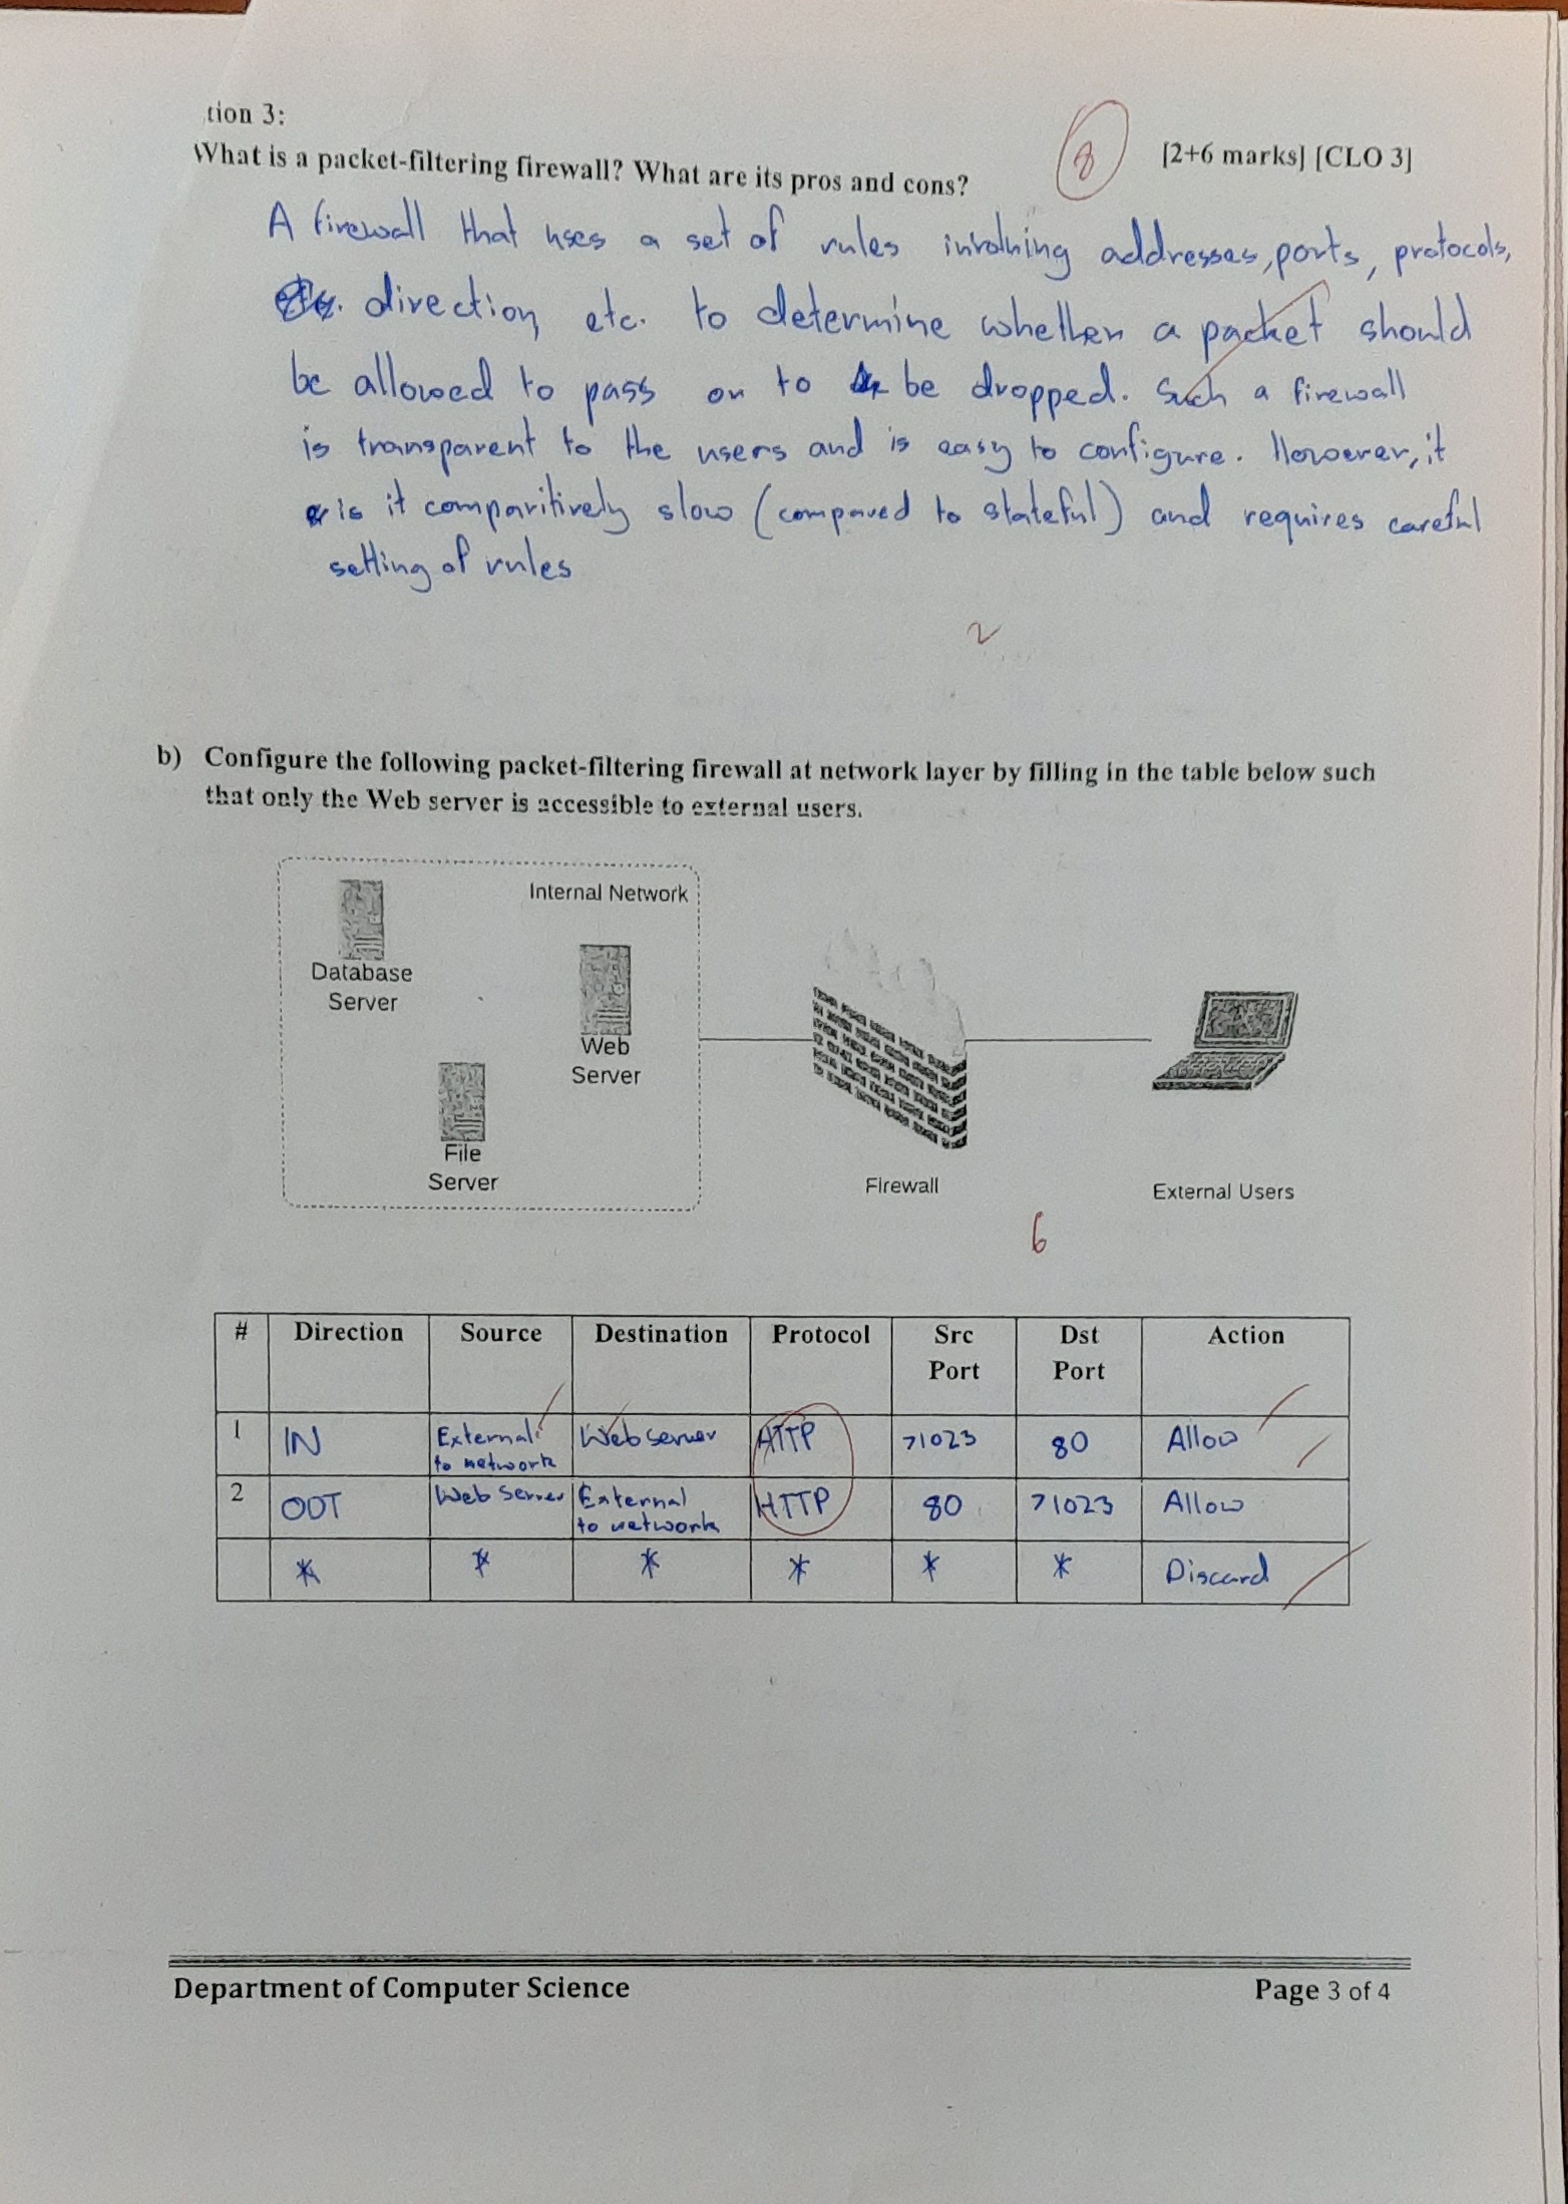 tion 3:
What is a packet-filtering firewall? What are its pros and cons?
8
[2+6 marks] [CLO 3]
A firewall that uses a set of rules involving addresses, ports, protocols,
direction, etc. to determine whether a packet should
be allowed to pass or to be dropped. Such a firewall
is transparent to the users and is easy to configure. However, it
is it comparitively slow (compared to stateful) and requires careful
setting of rules
2
b) Configure the following packet-filtering firewall at network layer by filling in the table below such
that only the Web server is accessible to external users.
Internal Network
Database
Server
Web
Server
File
Server
Firewall
External Users
6
# Direction Source Destination Protocol Src Port Dst Port Action
1 IN External to network Web server HTTP 71023 80 Allow
2 OUT Web Server External to network HTTP 80 71023 Allow
* * * * * * Discard
Department of Computer Science
Page 3 of 4